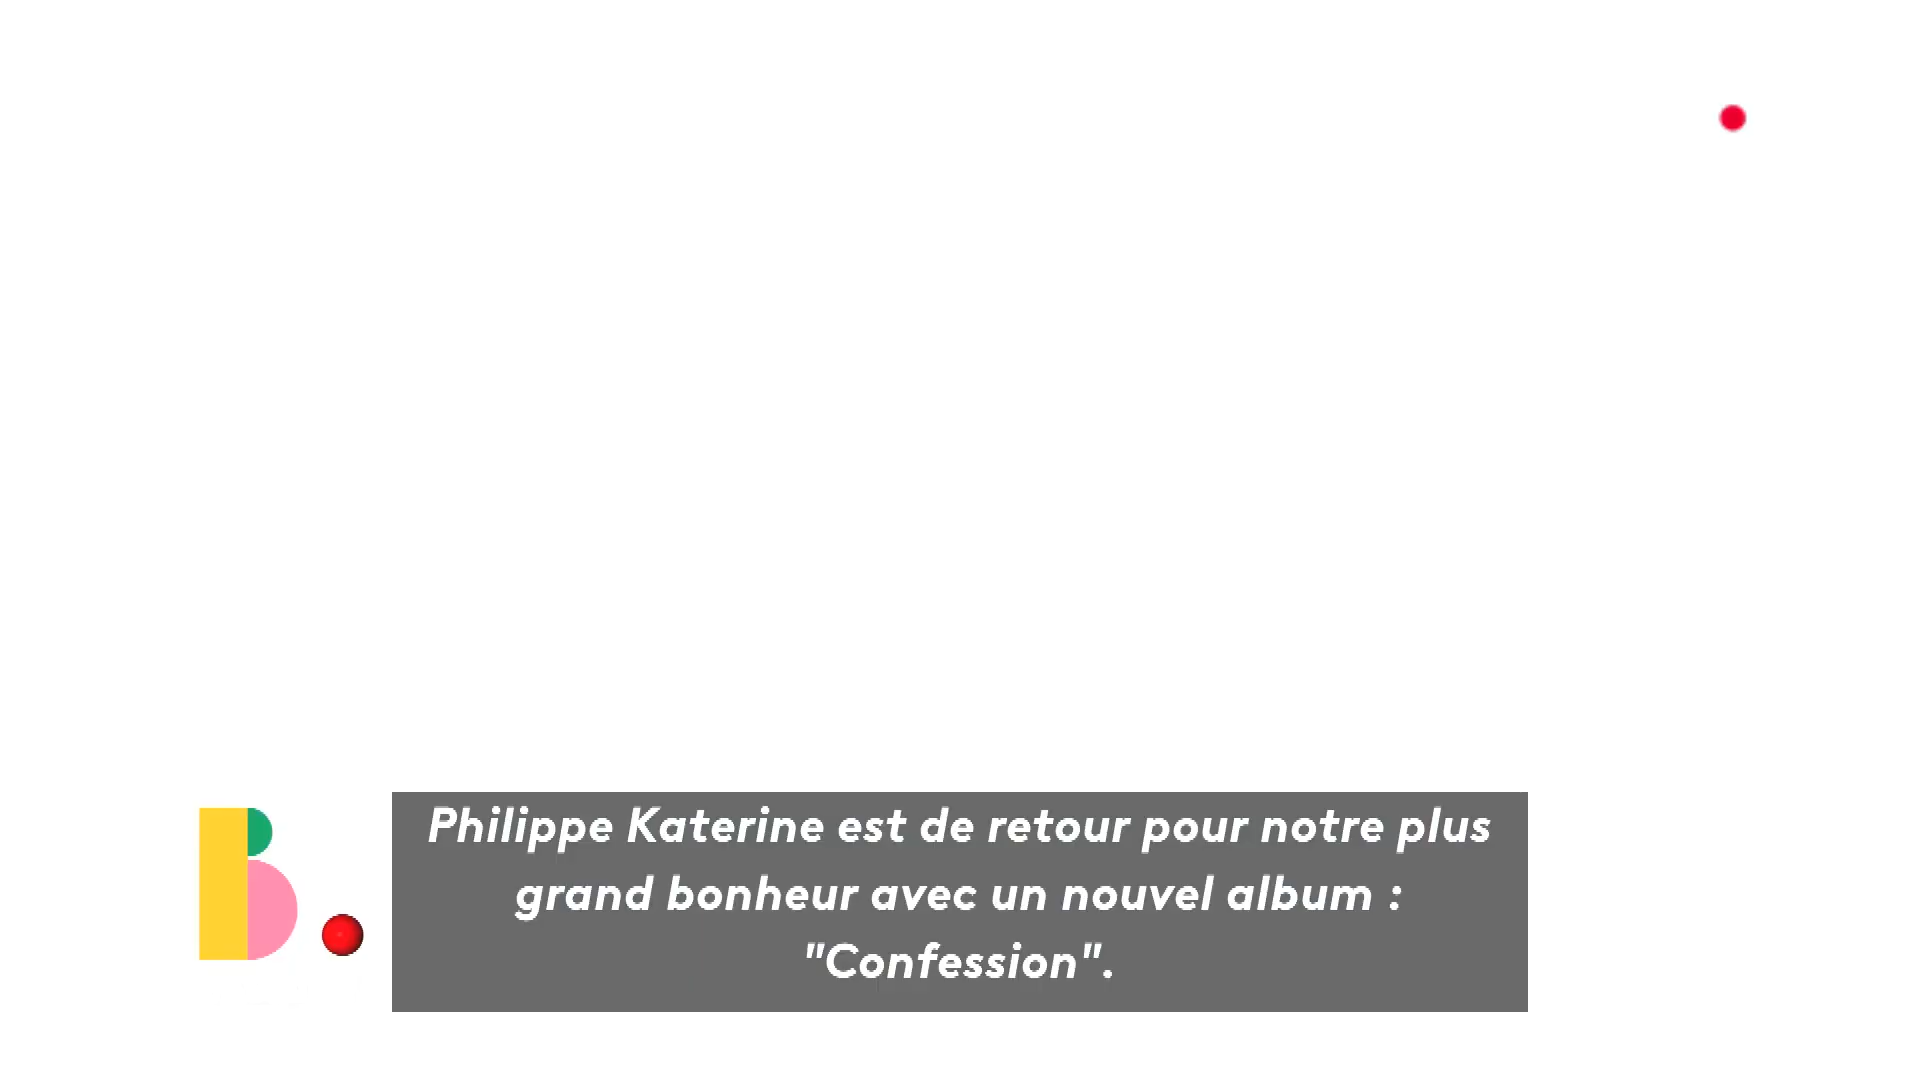 B.
Philippe Katerine est de retour pour notre plus
grand bonheur avec un nouvel album :
"Confession".